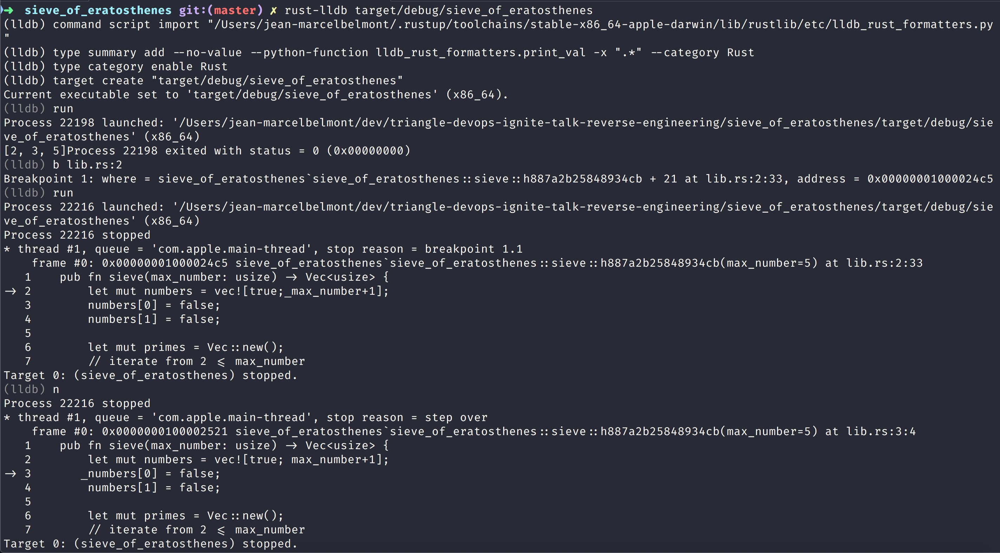 ➜ sieve_of_eratosthenes git:(master) ✗ rust-lldb target/debug/sieve_of_eratosthenes
(lldb) command script import "/Users/jean-marcelbelmont/.rustup/toolchains/stable-x86_64-apple-darwin/lib/rustlib/etc/lldb_rust_formatters.py
"
(lldb) type summary add --no-value --python-function lldb_rust_formatters.print_val -x ".*" --category Rust
(lldb) type category enable Rust
(lldb) target create "target/debug/sieve_of_eratosthenes"
Current executable set to 'target/debug/sieve_of_eratosthenes' (x86_64).
(lldb) run
Process 22198 launched: '/Users/jean-marcelbelmont/dev/triangle-devops-ignite-talk-reverse-engineering/sieve_of_eratosthenes/target/debug/sie
ve_of_eratosthenes' (x86_64)
[2, 3, 5]Process 22198 exited with status = 0 (0x00000000)
(lldb) b lib.rs:2
Breakpoint 1: where = sieve_of_eratosthenes`sieve_of_eratosthenes::sieve::h887a2b25848934cb + 21 at lib.rs:2:33, address = 0x00000001000024c5
(lldb) run
Process 22216 launched: '/Users/jean-marcelbelmont/dev/triangle-devops-ignite-talk-reverse-engineering/sieve_of_eratosthenes/target/debug/sie
ve_of_eratosthenes' (x86_64)
Process 22216 stopped
* thread #1, queue = 'com.apple.main-thread', stop reason = breakpoint 1.1
    frame #0: 0x00000001000024c5 sieve_of_eratosthenes`sieve_of_eratosthenes::sieve::h887a2b25848934cb(max_number=5) at lib.rs:2:33
   1    pub fn sieve(max_number: usize) -> Vec<usize> {
-> 2        let mut numbers = vec![true;_max_number+1];
   3        numbers[0] = false;
   4        numbers[1] = false;
   5
   6        let mut primes = Vec::new();
   7        // iterate from 2 <= max_number
Target 0: (sieve_of_eratosthenes) stopped.
(lldb) n
Process 22216 stopped
* thread #1, queue = 'com.apple.main-thread', stop reason = step over
    frame #0: 0x0000000100002521 sieve_of_eratosthenes`sieve_of_eratosthenes::sieve::h887a2b25848934cb(max_number=5) at lib.rs:3:4
   1    pub fn sieve(max_number: usize) -> Vec<usize> {
   2        let mut numbers = vec![true; max_number+1];
-> 3       _numbers[0] = false;
   4        numbers[1] = false;
   5
   6        let mut primes = Vec::new();
   7        // iterate from 2 <= max_number
Target 0: (sieve_of_eratosthenes) stopped.